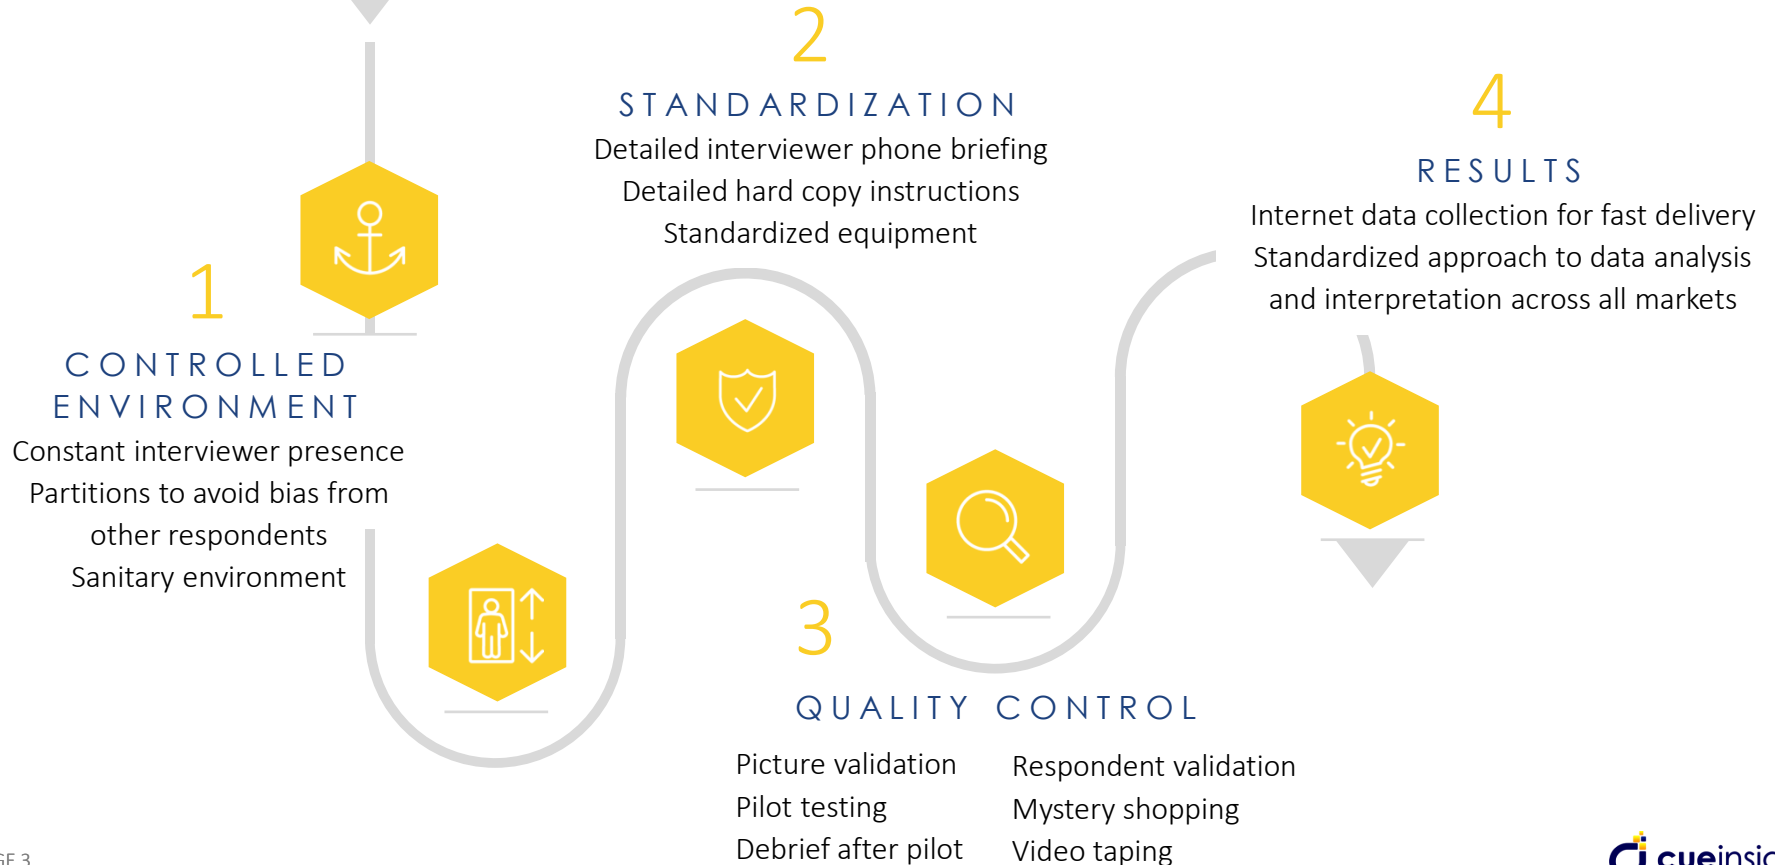 1
CONTROLLED
ENVIRONMENT
Constant interviewer presence
Partitions to avoid bias from
other respondents
Sanitary environment
2
STANDARDIZATION
Detailed interviewer phone briefing
Detailed hard copy instructions
Standardized equipment
3
QUALITY CONTROL
Picture validation
Pilot testing
Debrief after pilot
Respondent validation
Mystery shopping
Video taping
4
RESULTS
Internet data collection for fast delivery
Standardized approach to data analysis
and interpretation across all markets
GE 3
cueinsig